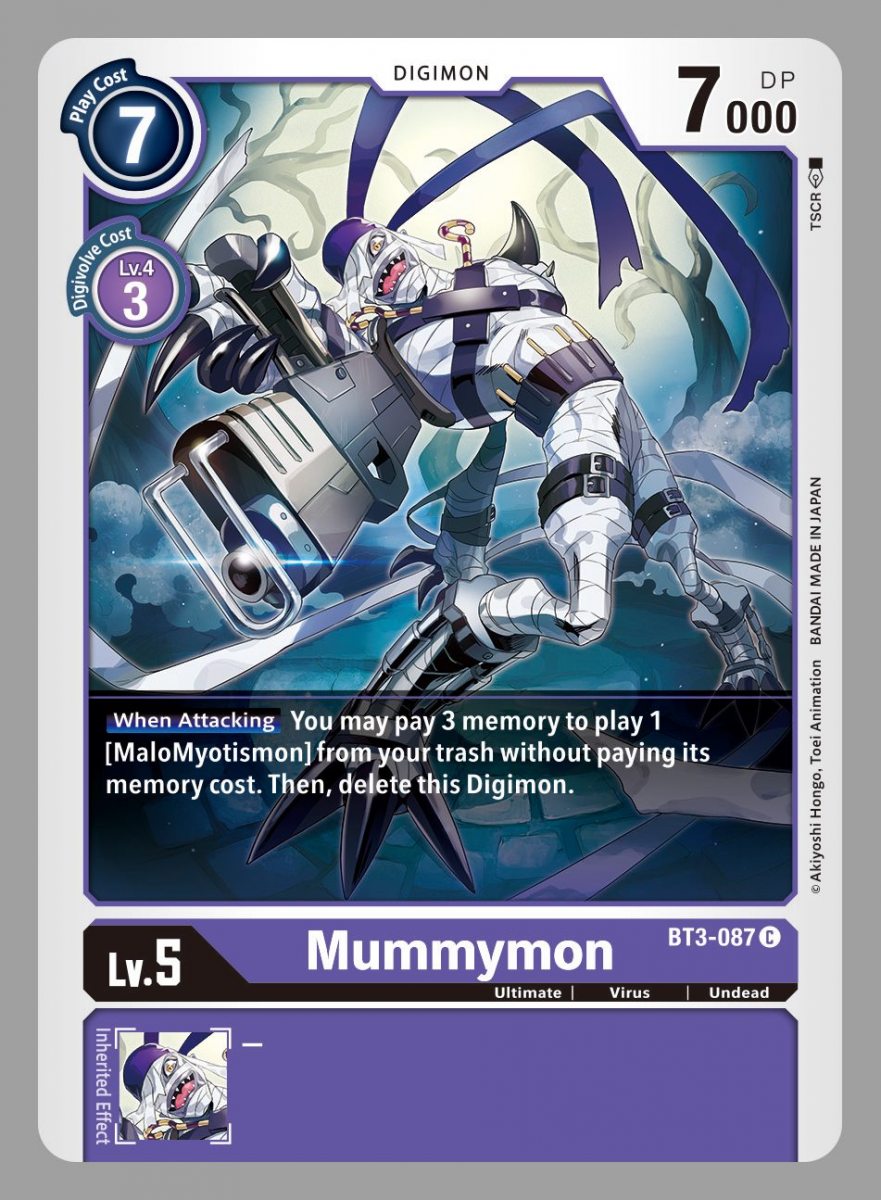 DIGIMON
Play Cost
7
7000
DP
Digivolve Cost
Lv.4
3
TSCR
When Attacking You may pay 3 memory to play 1
[MaloMyotismon] from your trash without paying its
memory cost. Then, delete this Digimon.
© Akiyoshi Hongo, Toei Animation BANDAI MADE IN JAPAN
Lv.5
Mummymon
BT3-087 C
Ultimate | Virus | Undead
Inherited Effect
—